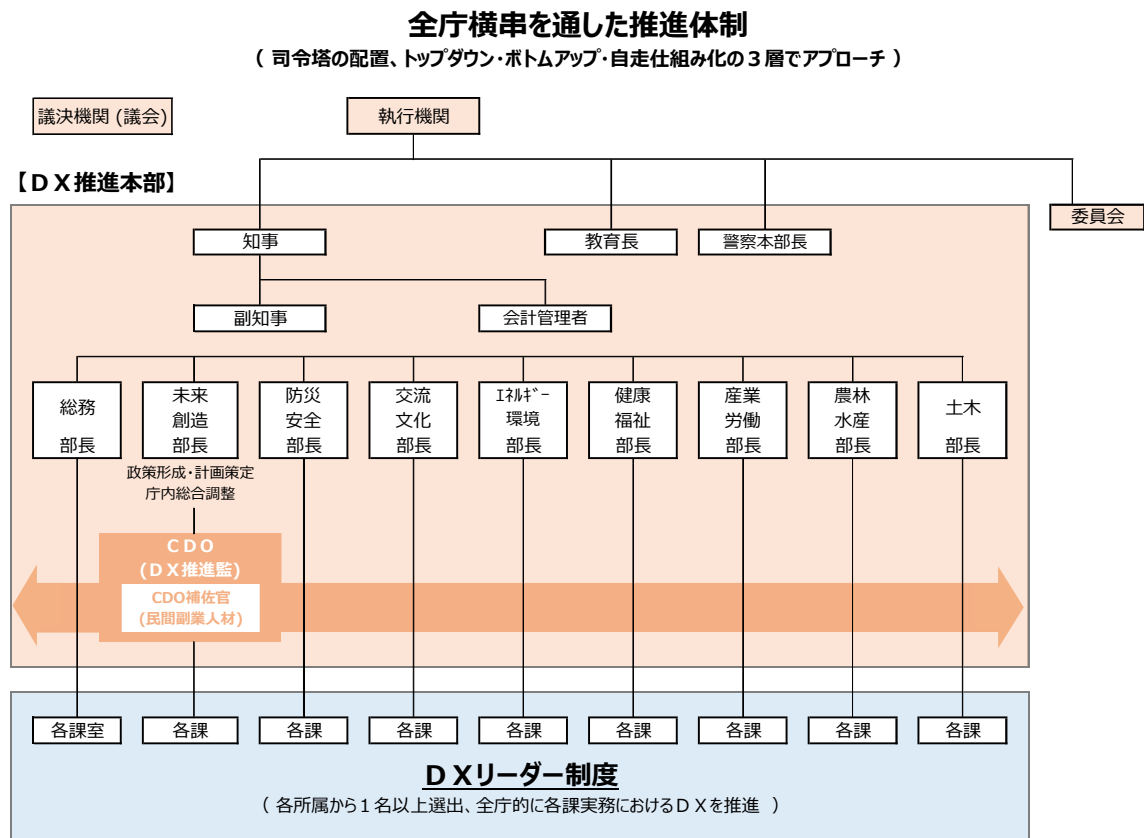 全庁横串を通した推進体制
（ 司令塔の配置、トップダウン・ボトムアップ・自走仕組み化の３層でアプローチ ）
議決機関 (議会)
執行機関
【ＤＸ推進本部】
委員会
知事
教育長
警察本部長
副知事
会計管理者
総務
部長
未来
創造
部長
防災
安全
部長
交流
文化
部長
ｴﾈﾙｷﾞｰ
環境
部長
健康
福祉
部長
産業
労働
部長
農林
水産
部長
土木
部長
政策形成・計画策定
庁内総合調整
ＣＤＯ
(ＤＸ推進監)
CDO補佐官
(民間副業人材)
各課室
各課
各課
各課
各課
各課
各課
各課
各課
ＤＸリーダー制度
（ 各所属から１名以上選出、全庁的に各課実務におけるＤＸを推進 ）